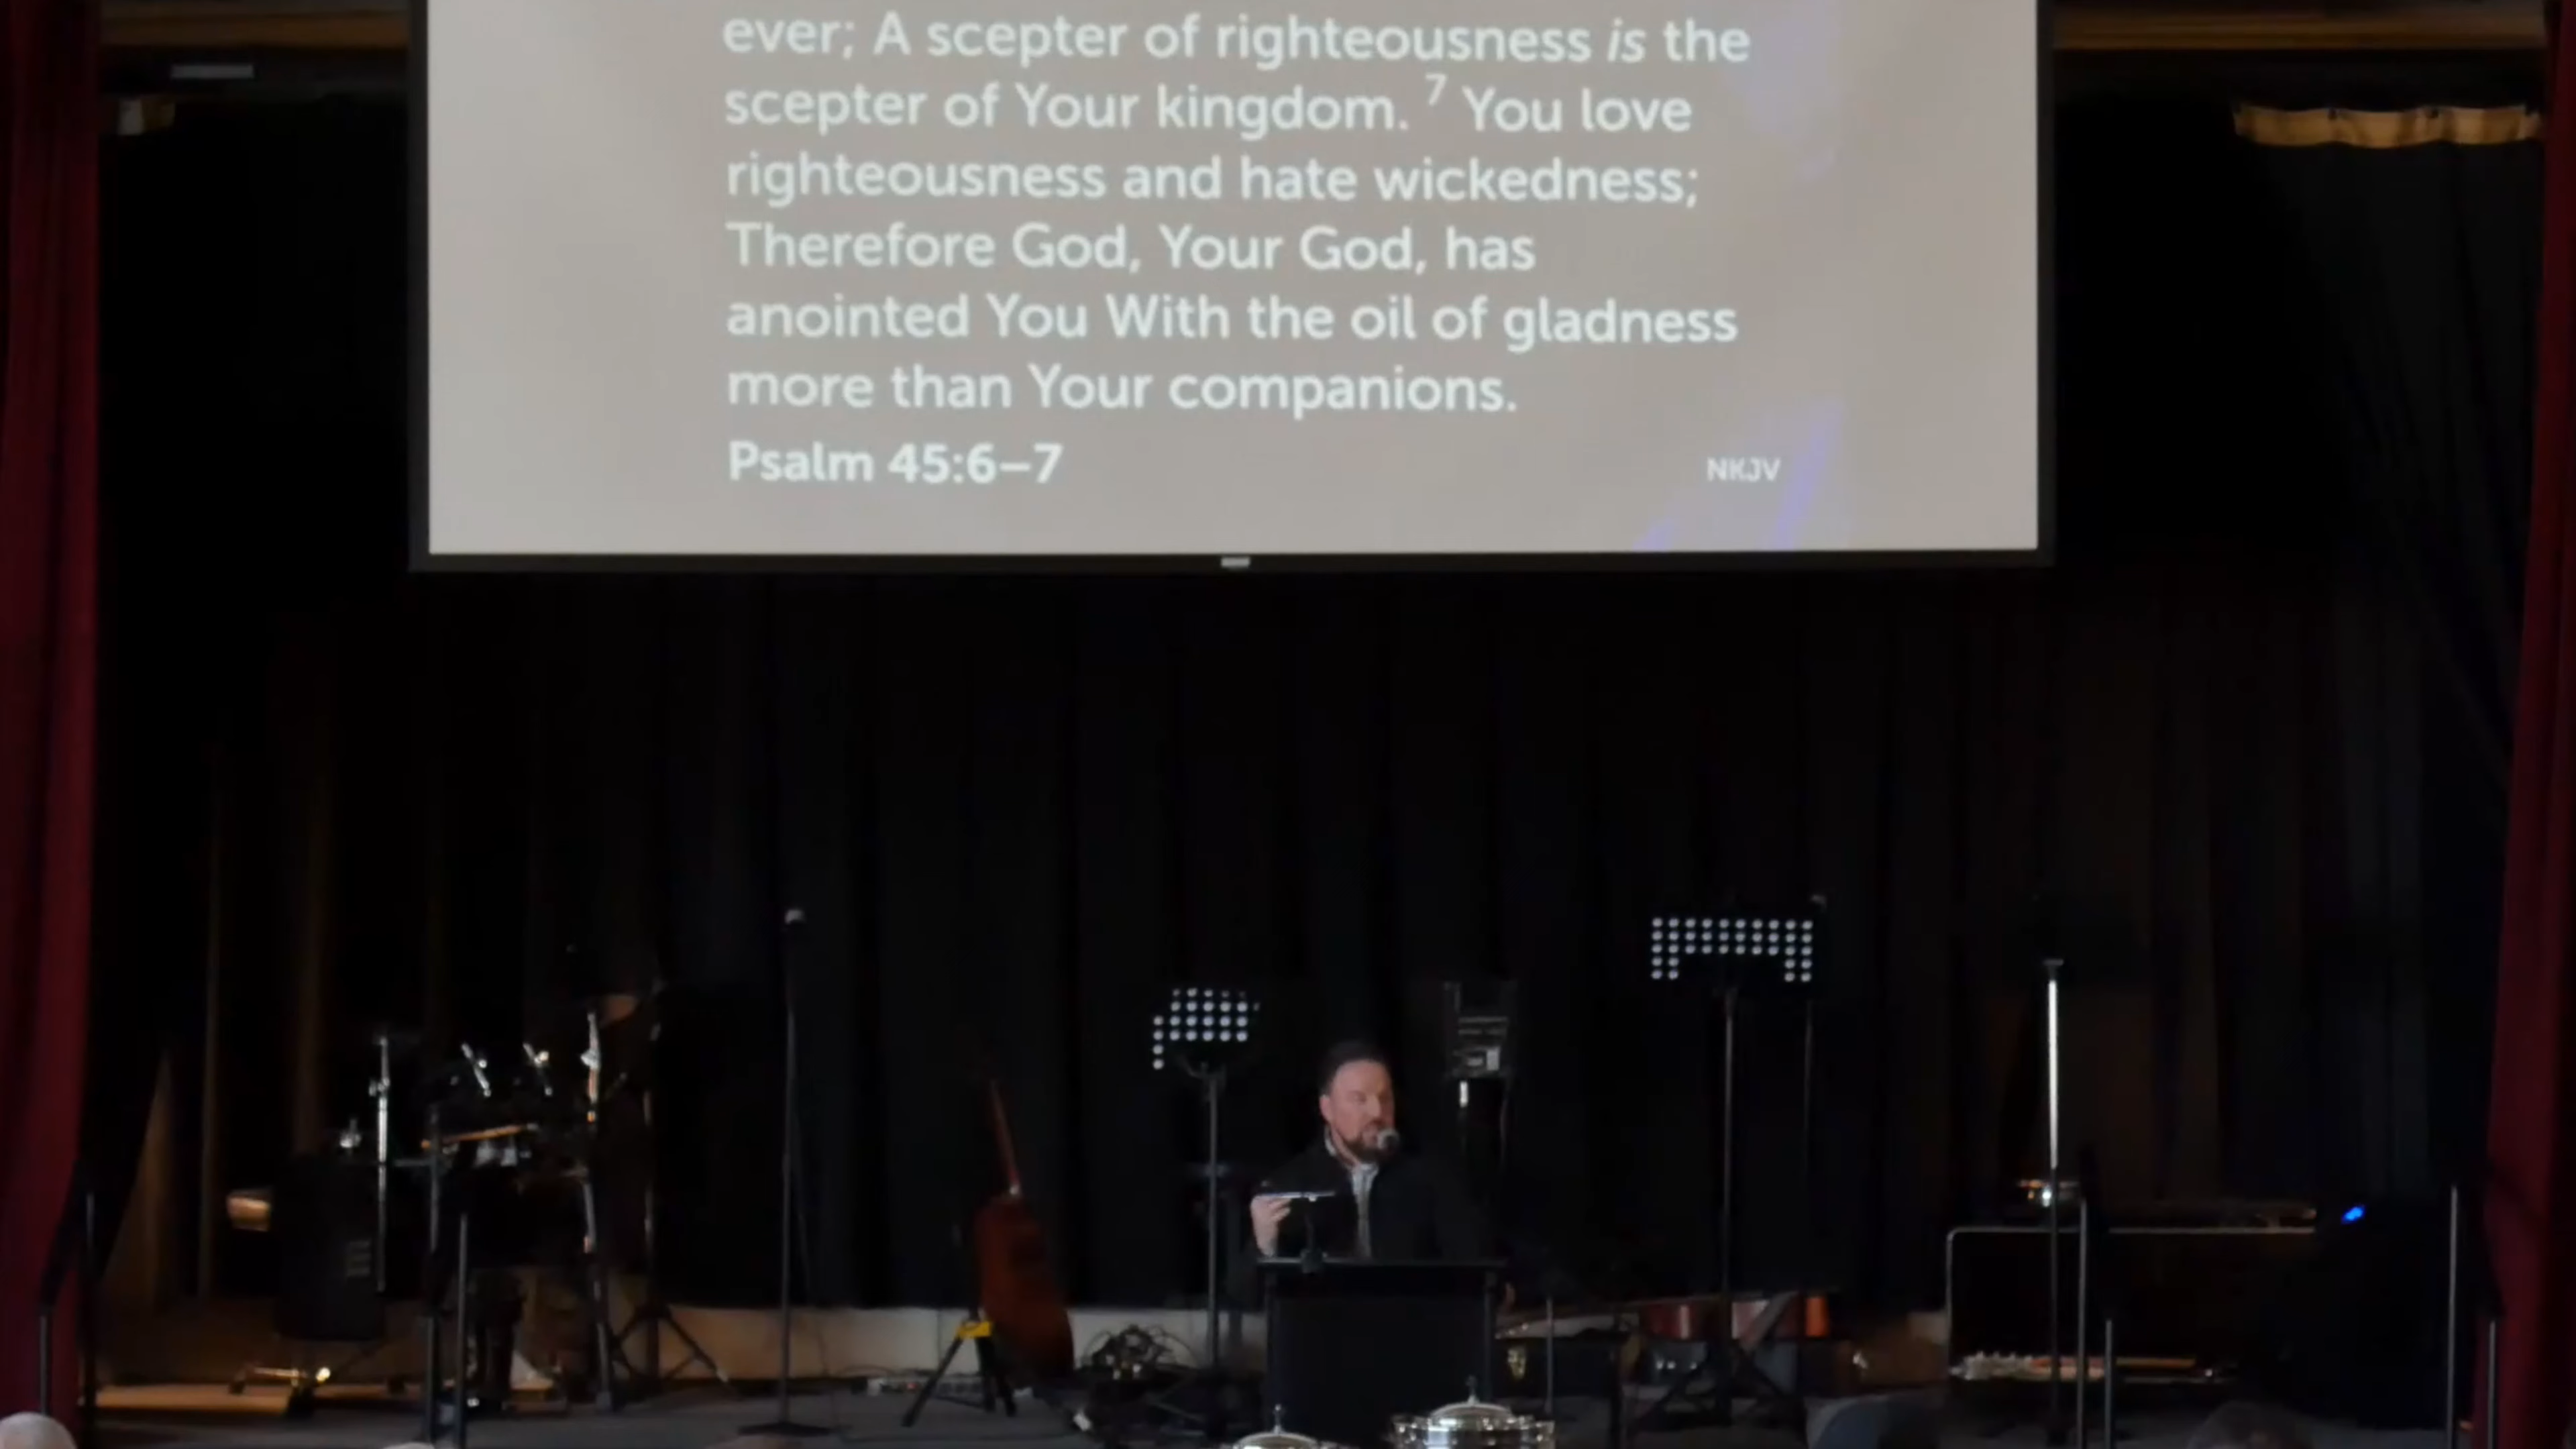 ever; A scepter of righteousness is the
scepter of Your kingdom. 7 You love
righteousness and hate wickedness;
Therefore God, Your God, has
anointed You With the oil of gladness
more than Your companions.
Psalm 45:6–7
NKJV